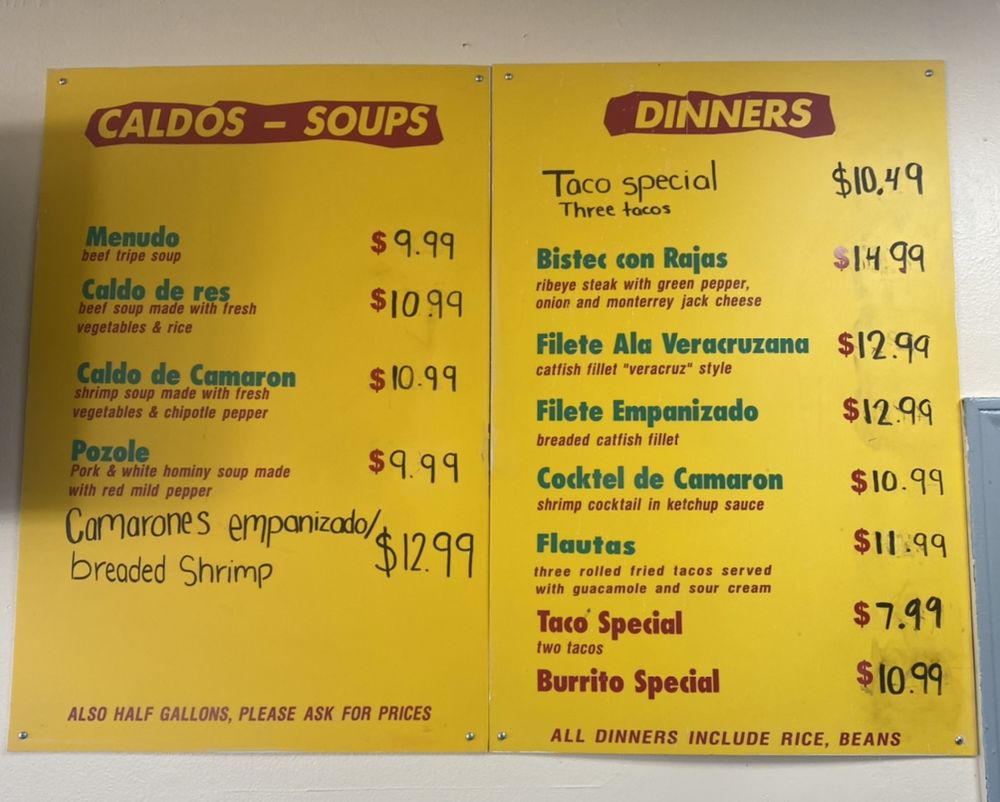 CALDOS – SOUPS
Menudo $9.99
beef tripe soup
Caldo de res $10.99
beef soup made with fresh
vegetables & rice
Caldo de Camaron $10.99
shrimp soup made with fresh
vegetables & chipotle pepper
Pozole $9.99
Pork & white hominy soup made
with red mild pepper
Camarones empanizado/
breaded Shrimp $12.99
ALSO HALF GALLONS, PLEASE ASK FOR PRICES
DINNERS
Taco special $10.49
Three tacos
Bistec con Rajas $14.99
ribeye steak with green pepper,
onion and monterrey jack cheese
Filete Ala Veracruzana $12.99
catfish fillet "veracruz" style
Filete Empanizado $12.99
breaded catfish fillet
Cocktel de Camaron $10.99
shrimp cocktail in ketchup sauce
Flautas $11.99
three rolled fried tacos served
with guacamole and sour cream
Taco Special $7.99
two tacos
Burrito Special $10.99
ALL DINNERS INCLUDE RICE, BEANS